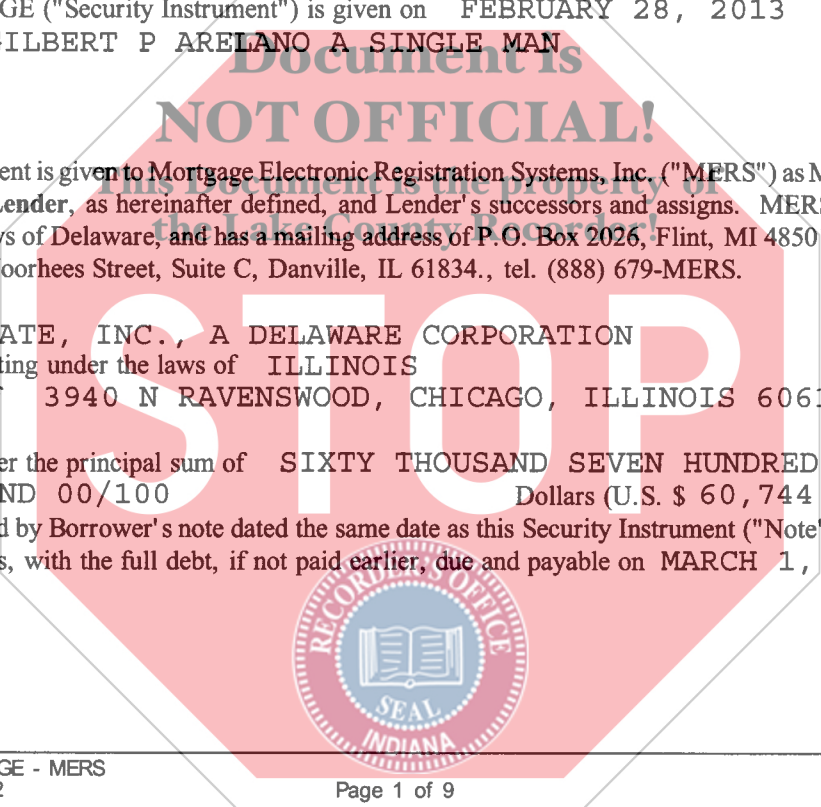 GE ("Security Instrument") is given on FEBRUARY 28, 2013
GILBERT P ARELANO A SINGLE MAN
Document is
NOT OFFICIAL!
ent is given to Mortgage Electronic Registration Systems, Inc. ("MERS") as M
This Document is the property of
ender, as hereinafter defined, and Lender's successors and assigns. MERS
the Lake County Recorder!
vs of Delaware, and has a mailing address of P.O. Box 2026, Flint, MI 4850
oorhees Street, Suite C, Danville, IL 61834., tel. (888) 679-MERS.
STOP
ATE, INC., A DELAWARE CORPORATION
ting under the laws of ILLINOIS
3940 N RAVENSWOOD, CHICAGO, ILLINOIS 6061
er the principal sum of SIXTY THOUSAND SEVEN HUNDRED
ND 00/100 Dollars (U.S. $ 60,744
d by Borrower's note dated the same date as this Security Instrument ("Note"
s, with the full debt, if not paid earlier, due and payable on MARCH 1,
RECORDER'S OFFICE
SEAL
INDIANA
GE - MERS
2
Page 1 of 9